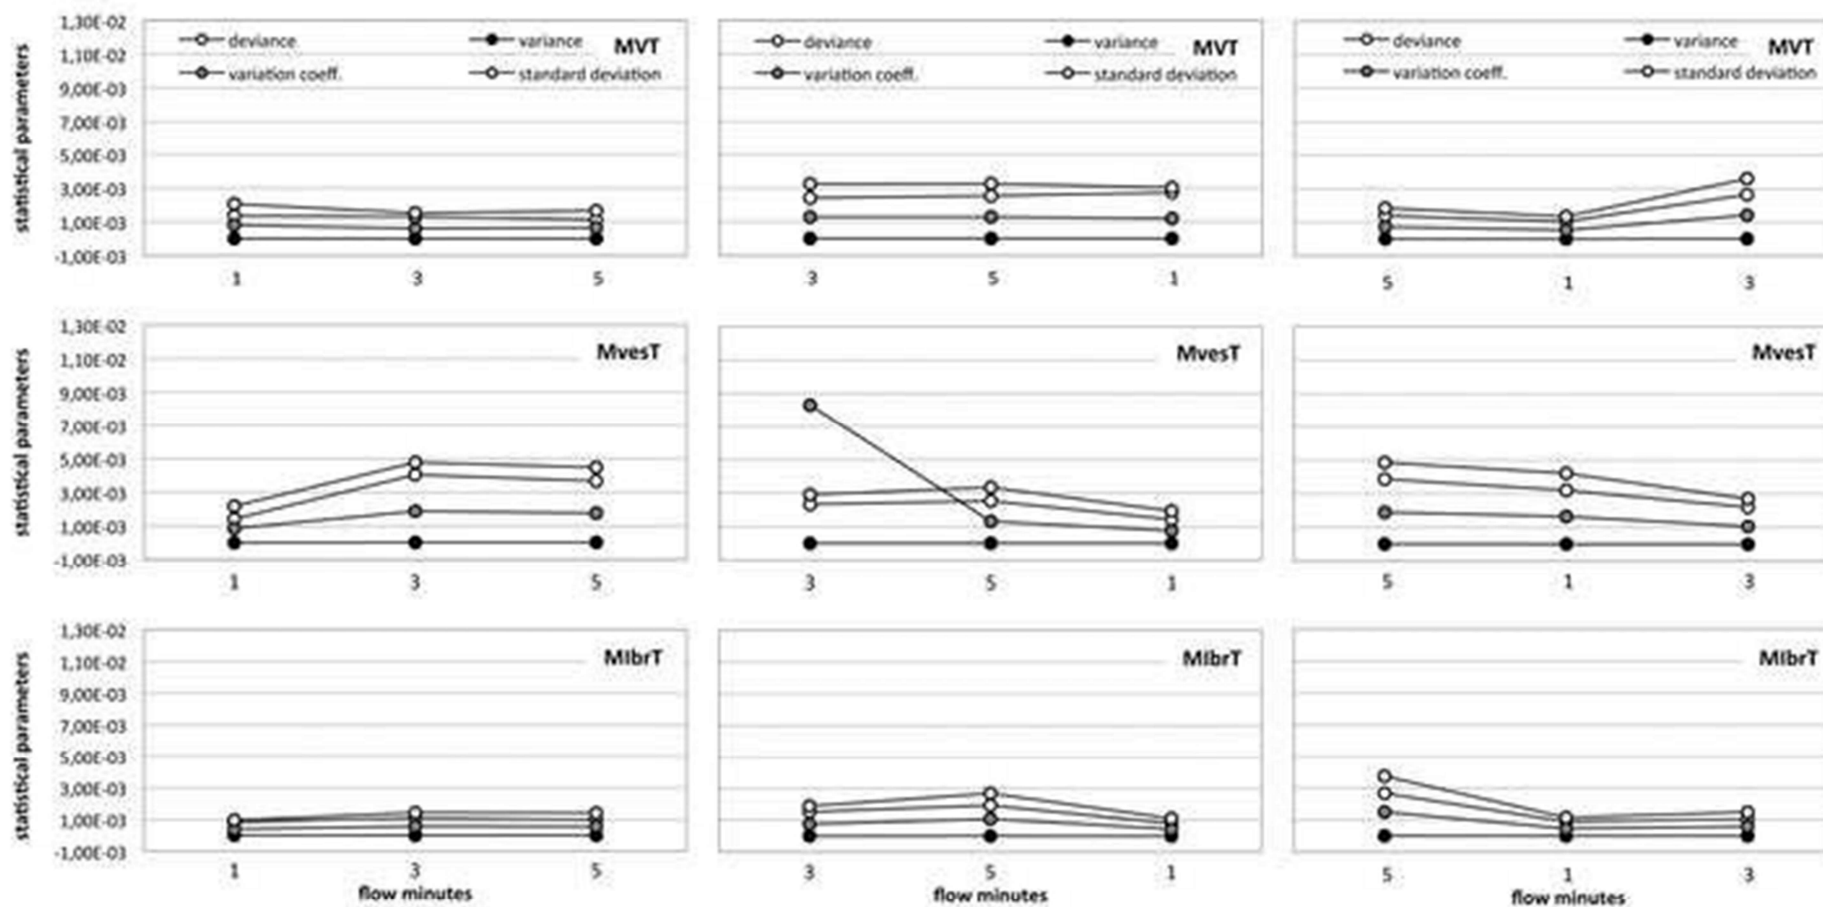 1,30E-02
1,10E-02
9,00E-03
7,00E-03
5,00E-03
3,00E-03
1,00E-03
-1,00E-03
statistical parameters
deviance variance MVT
variation coeff. standard deviation
1 3 5
deviance variance MVT
variation coeff. standard deviation
3 5 1
deviance variance MVT
variation coeff. standard deviation
5 1 3
1,30E-02
1,10E-02
9,00E-03
7,00E-03
5,00E-03
3,00E-03
1,00E-03
-1,00E-03
statistical parameters
MvesT
1 3 5
MvesT
3 5 1
MvesT
5 1 3
1,30E-02
1,10E-02
9,00E-03
7,00E-03
5,00E-03
3,00E-03
1,00E-03
-1,00E-03
statistical parameters
MIbrT
1 3 5
flow minutes
MIbrT
3 5 1
flow minutes
MIbrT
5 1 3
flow minutes